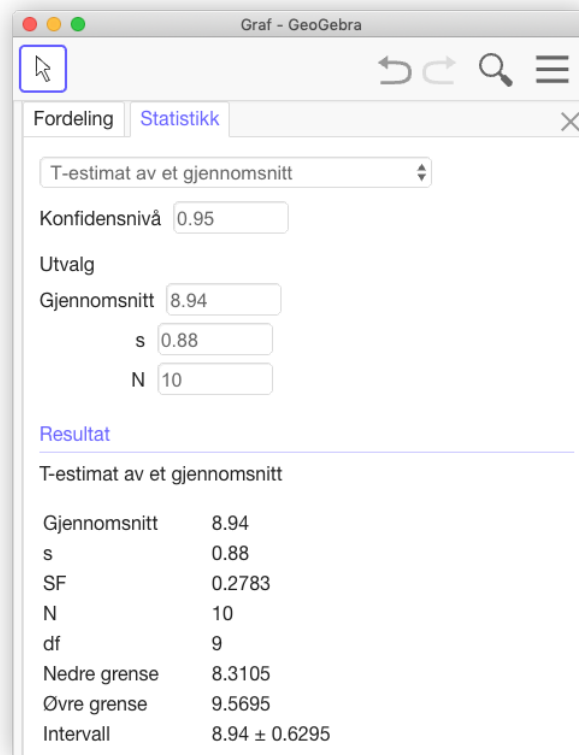 Graf - GeoGebra
Fordeling Statistikk
T-estimat av et gjennomsnitt
Konfidensnivå 0.95
Utvalg
Gjennomsnitt 8.94
s 0.88
N 10
Resultat
T-estimat av et gjennomsnitt
Gjennomsnitt 8.94
s 0.88
SF 0.2783
N 10
df 9
Nedre grense 8.3105
Øvre grense 9.5695
Intervall 8.94 ± 0.6295